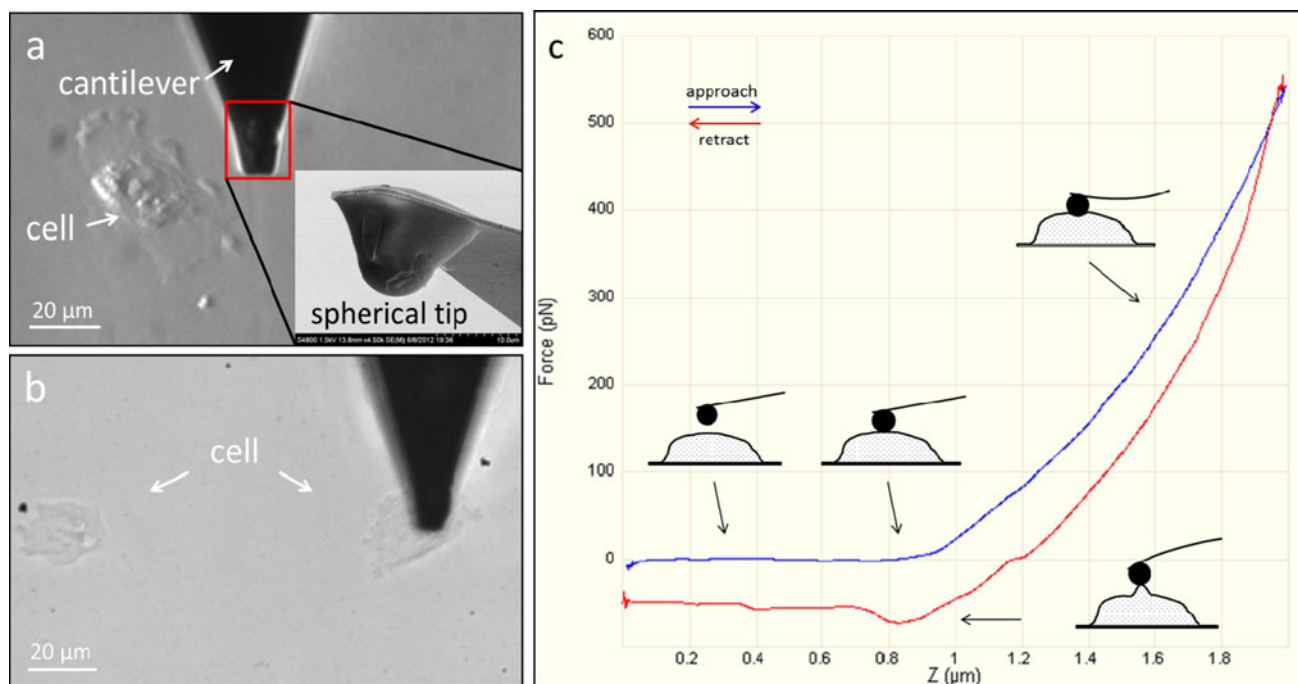 a
cantilever
cell
20 µm
spherical tip
S4800 1.5kV 13.8mm x4.50k SE(M) 6/8/2012 19:36
10.0um
b
cell
20 µm
c
600
500
400
300
200
100
0
Force (pN)
approach
retract
0.2
0.4
0.6
0.8
1
1.2
1.4
1.6
1.8
Z (µm)